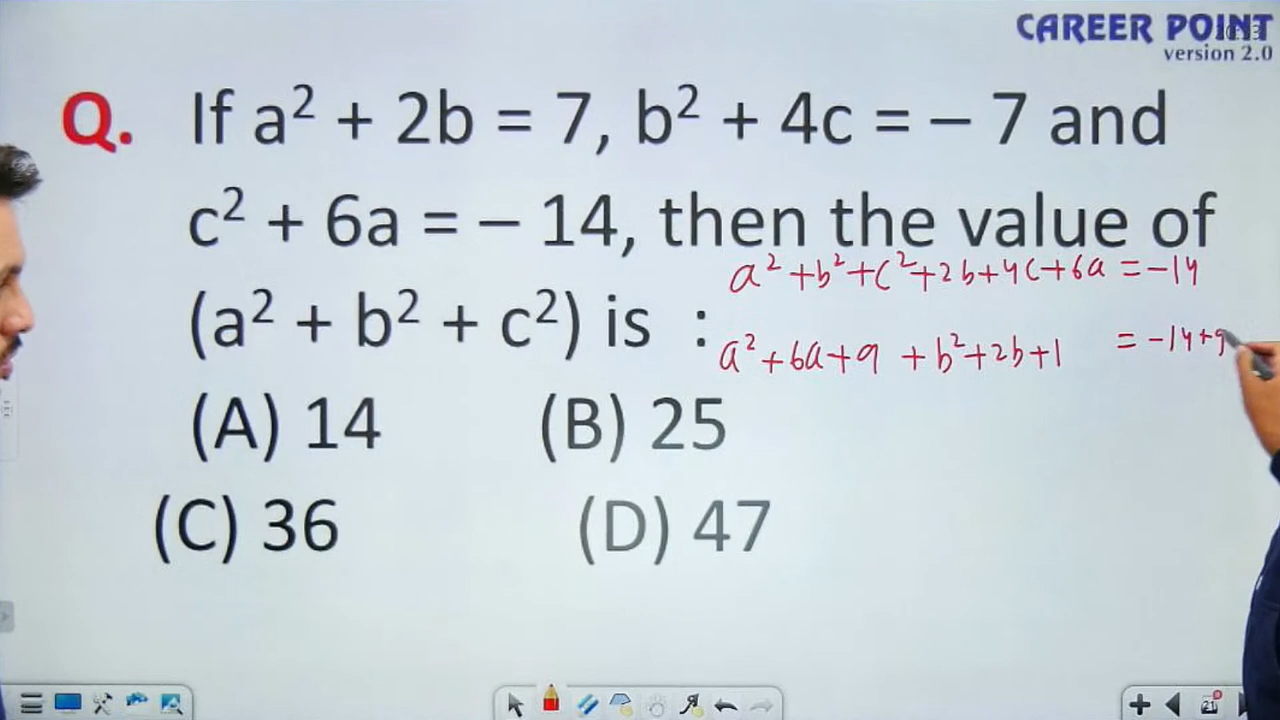 CAREER POINT
version 2.0
Q. If a² + 2b = 7, b² + 4c = – 7 and
c² + 6a = – 14, then the value of
a² + b² + c² + 2b + 4c + 6a = -14
(a² + b² + c²) is :
a² + 6a + 9 + b² + 2b + 1 = -14+9
(A) 14 (B) 25
(C) 36 (D) 47
21